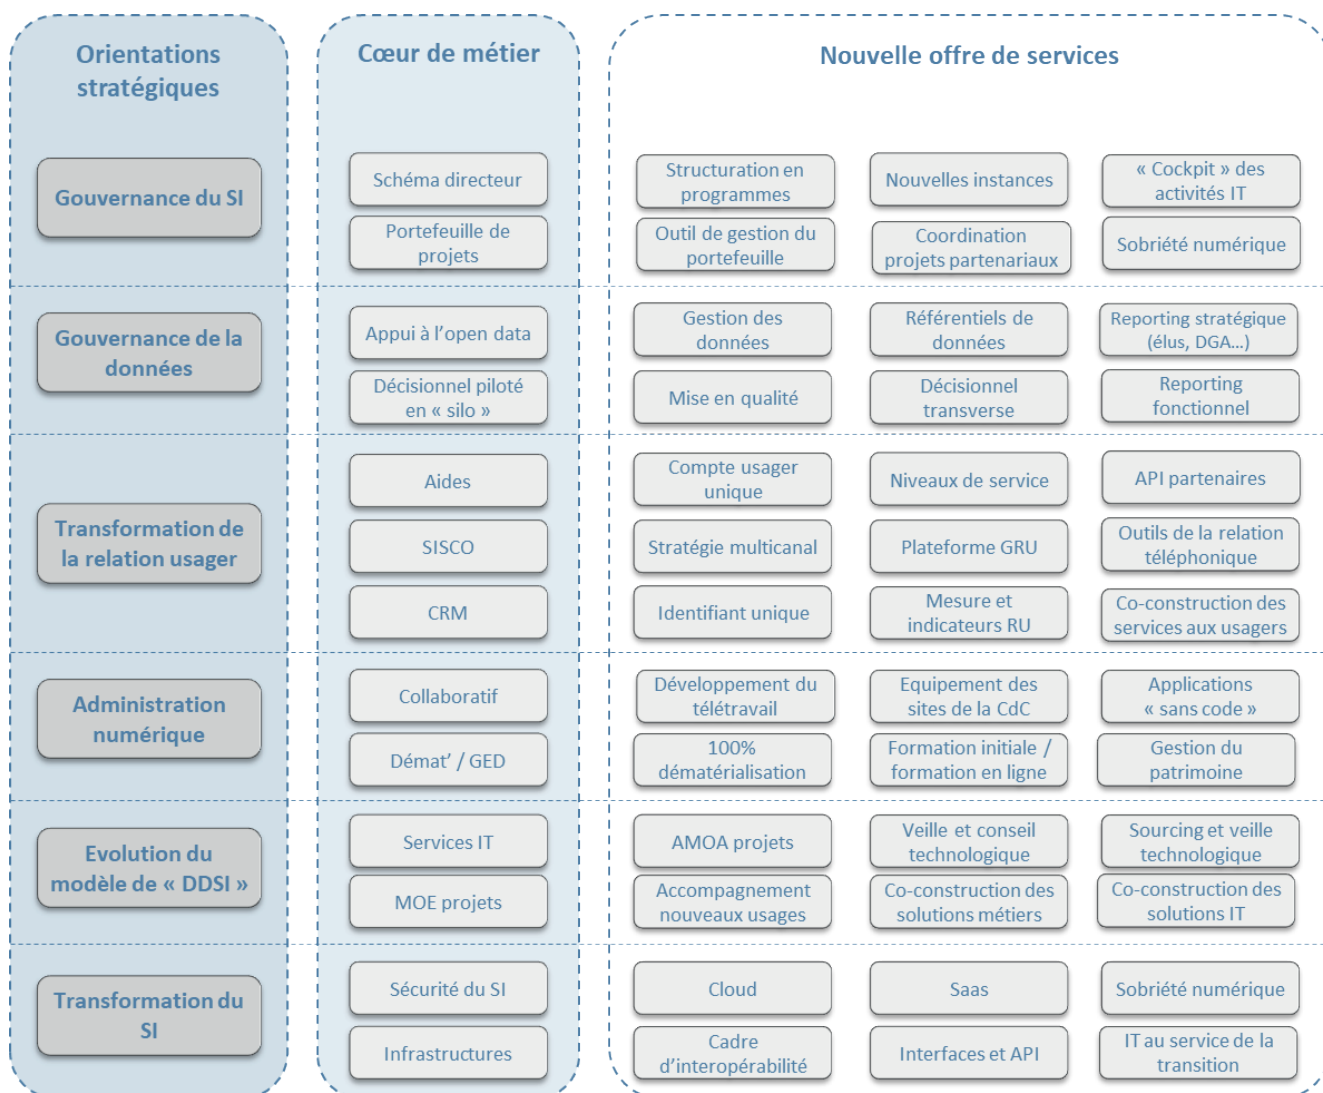 Orientations
stratégiques
Cœur de métier
Nouvelle offre de services
Gouvernance du SI
Schéma directeur
Portefeuille de
projets
Structuration en
programmes
Nouvelles instances
« Cockpit » des
activités IT
Outil de gestion du
portefeuille
Coordination
projets partenariaux
Sobriété numérique
Gouvernance de la
données
Appui à l’open data
Décisionnel piloté
en « silo »
Gestion des
données
Référentiels de
données
Reporting stratégique
(élus, DGA…)
Mise en qualité
Décisionnel
transverse
Reporting
fonctionnel
Transformation de
la relation usager
Aides
SISCO
CRM
Compte usager
unique
Niveaux de service
API partenaires
Stratégie multicanal
Plateforme GRU
Outils de la relation
téléphonique
Identifiant unique
Mesure et
indicateurs RU
Co-construction des
services aux usagers
Administration
numérique
Collaboratif
Démat’ / GED
Développement du
télétravail
Equipement des
sites de la CdC
Applications
« sans code »
100%
dématérialisation
Formation initiale /
formation en ligne
Gestion du
patrimoine
Evolution du
modèle de « DDSI »
Services IT
MOE projets
AMOA projets
Veille et conseil
technologique
Sourcing et veille
technologique
Accompagnement
nouveaux usages
Co-construction des
solutions métiers
Co-construction des
solutions IT
Transformation du
SI
Sécurité du SI
Infrastructures
Cloud
Saas
Sobriété numérique
Cadre
d’interopérabilité
Interfaces et API
IT au service de la
transition